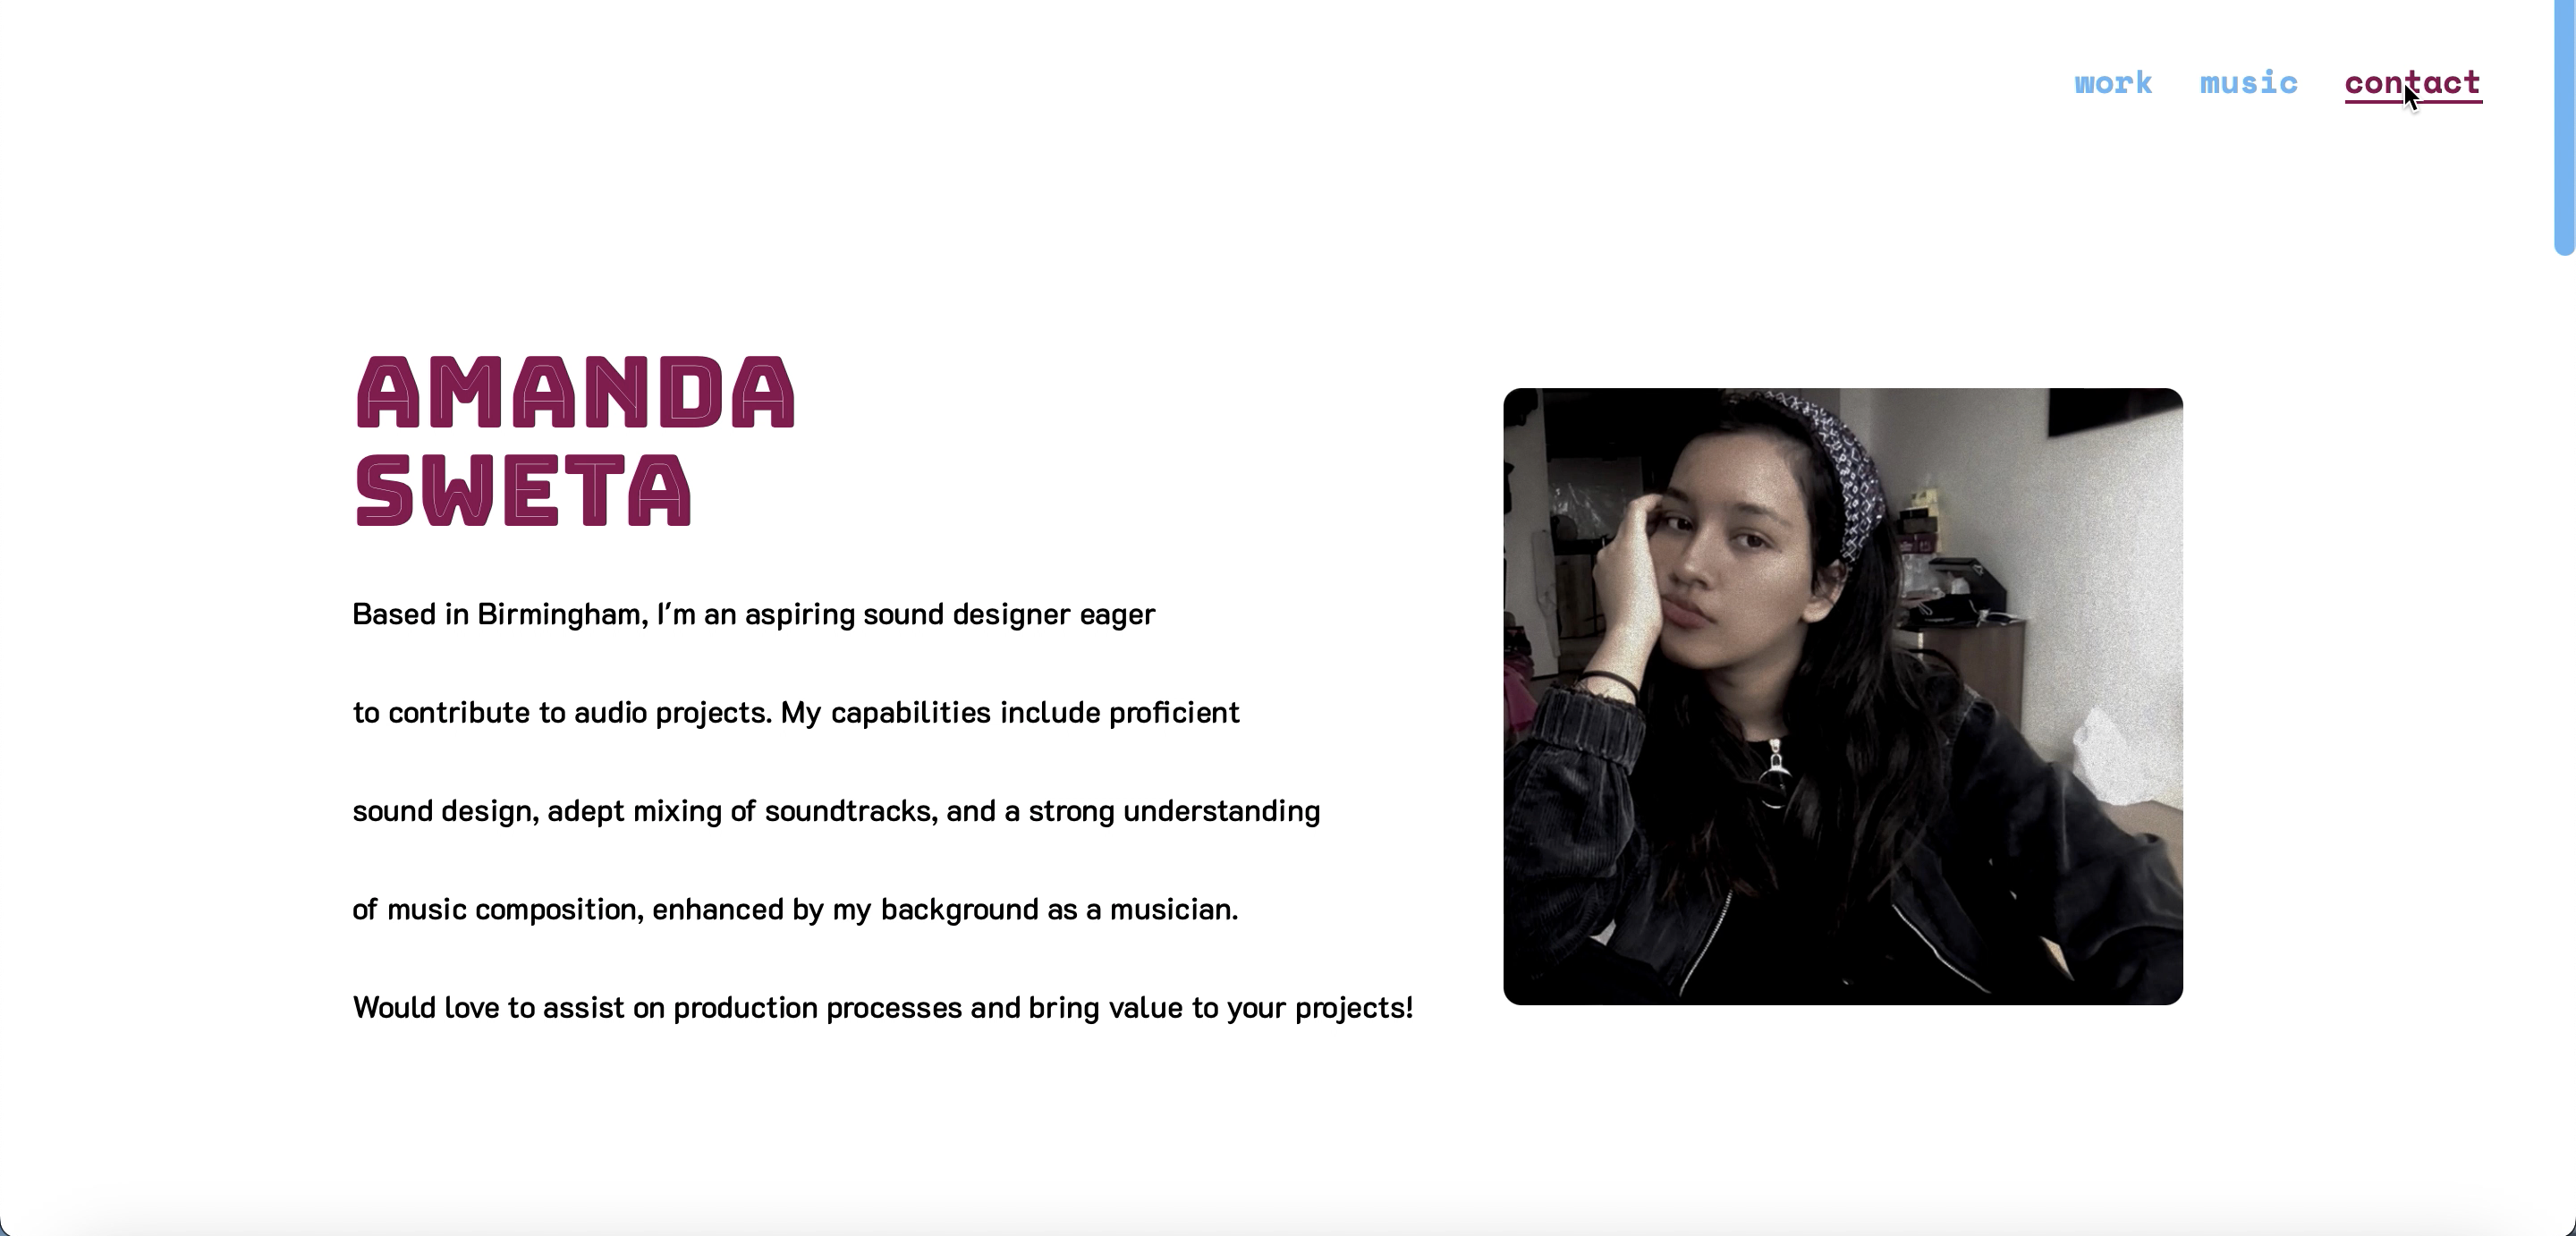 work music contact
AMANDA
SWETA
Based in Birmingham, I'm an aspiring sound designer eager
to contribute to audio projects. My capabilities include proficient
sound design, adept mixing of soundtracks, and a strong understanding
of music composition, enhanced by my background as a musician.
Would love to assist on production processes and bring value to your projects!